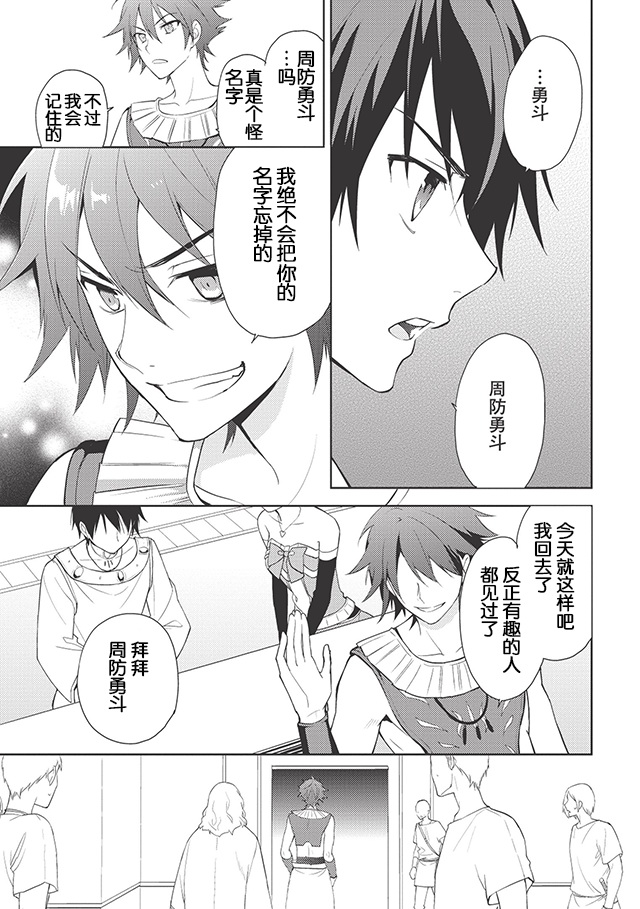 …勇斗
周防勇斗
周防勇斗
…吗
真是个怪
名字
不过
我会
记住的
我绝不会把你的
名字忘掉的
今天就这样吧
我回去了
反正有趣的人
都见过了
拜拜
周防勇斗